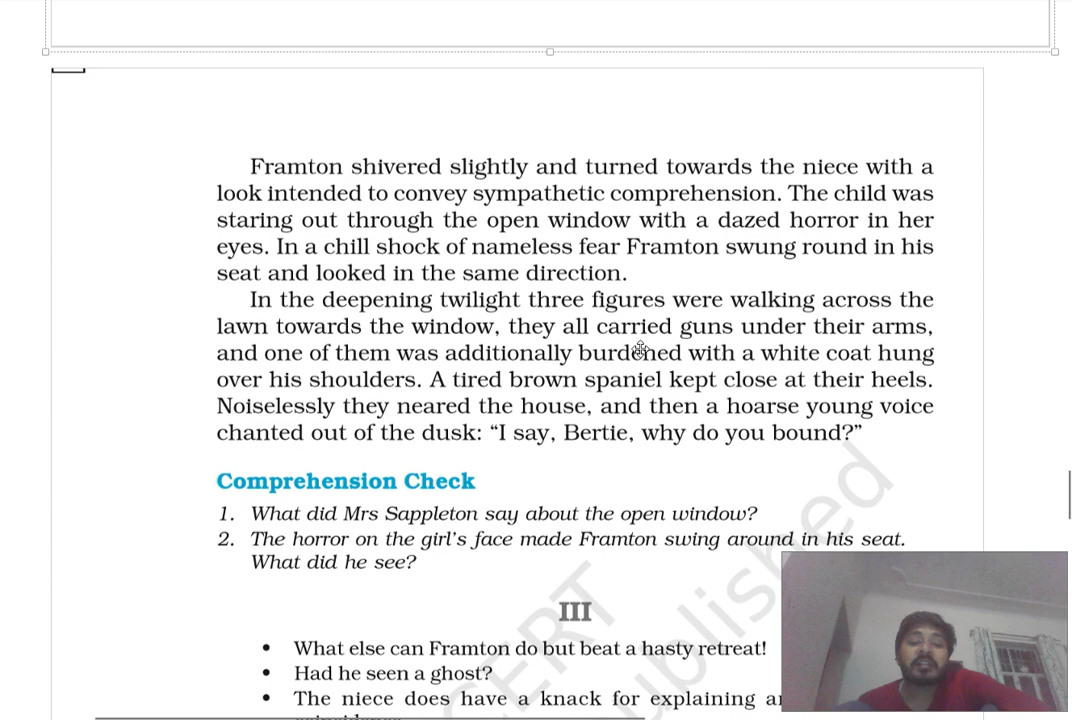 Framton shivered slightly and turned towards the niece with a
look intended to convey sympathetic comprehension. The child was
staring out through the open window with a dazed horror in her
eyes. In a chill shock of nameless fear Framton swung round in his
seat and looked in the same direction.
In the deepening twilight three figures were walking across the
lawn towards the window, they all carried guns under their arms,
and one of them was additionally burdened with a white coat hung
over his shoulders. A tired brown spaniel kept close at their heels.
Noiselessly they neared the house, and then a hoarse young voice
chanted out of the dusk: “I say, Bertie, why do you bound?”
Comprehension Check
1. What did Mrs Sappleton say about the open window?
2. The horror on the girl’s face made Framton swing around in his seat.
What did he see?
III
• What else can Framton do but beat a hasty retreat!
• Had he seen a ghost?
• The niece does have a knack for explaining